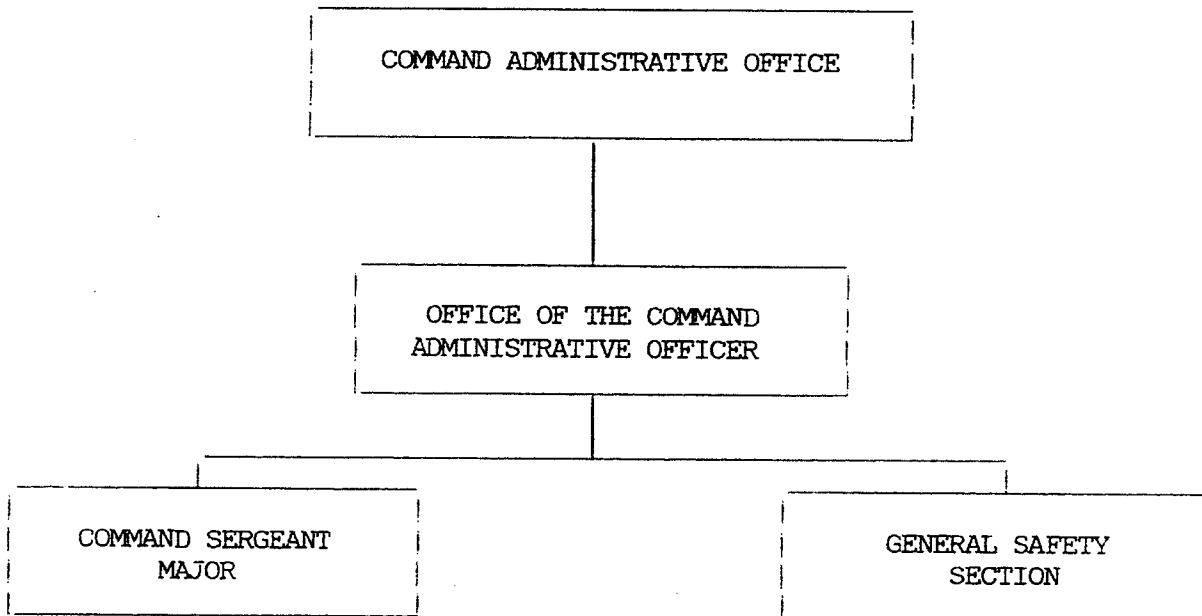 COMMAND ADMINISTRATIVE OFFICE
OFFICE OF THE COMMAND
ADMINISTRATIVE OFFICER
COMMAND SERGEANT
MAJOR
GENERAL SAFETY
SECTION